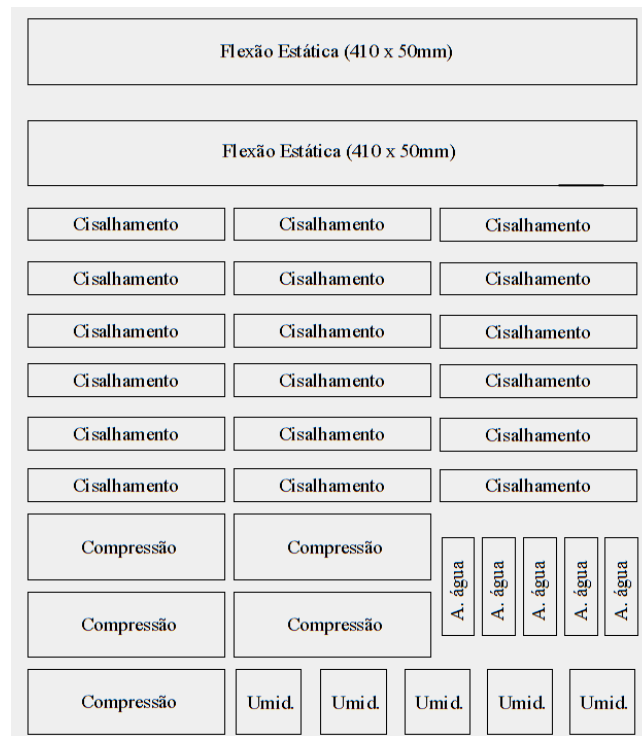 Flexão Estática (410 x 50mm)
Flexão Estática (410 x 50mm)
Cisalhamento Cisalhamento Cisalhamento
Cisalhamento Cisalhamento Cisalhamento
Cisalhamento Cisalhamento Cisalhamento
Cisalhamento Cisalhamento Cisalhamento
Cisalhamento Cisalhamento Cisalhamento
Cisalhamento Cisalhamento Cisalhamento
Compressão Compressão
A. água A. água A. água A. água A. água
Compressão Compressão
Compressão Umid. Umid. Umid. Umid. Umid.